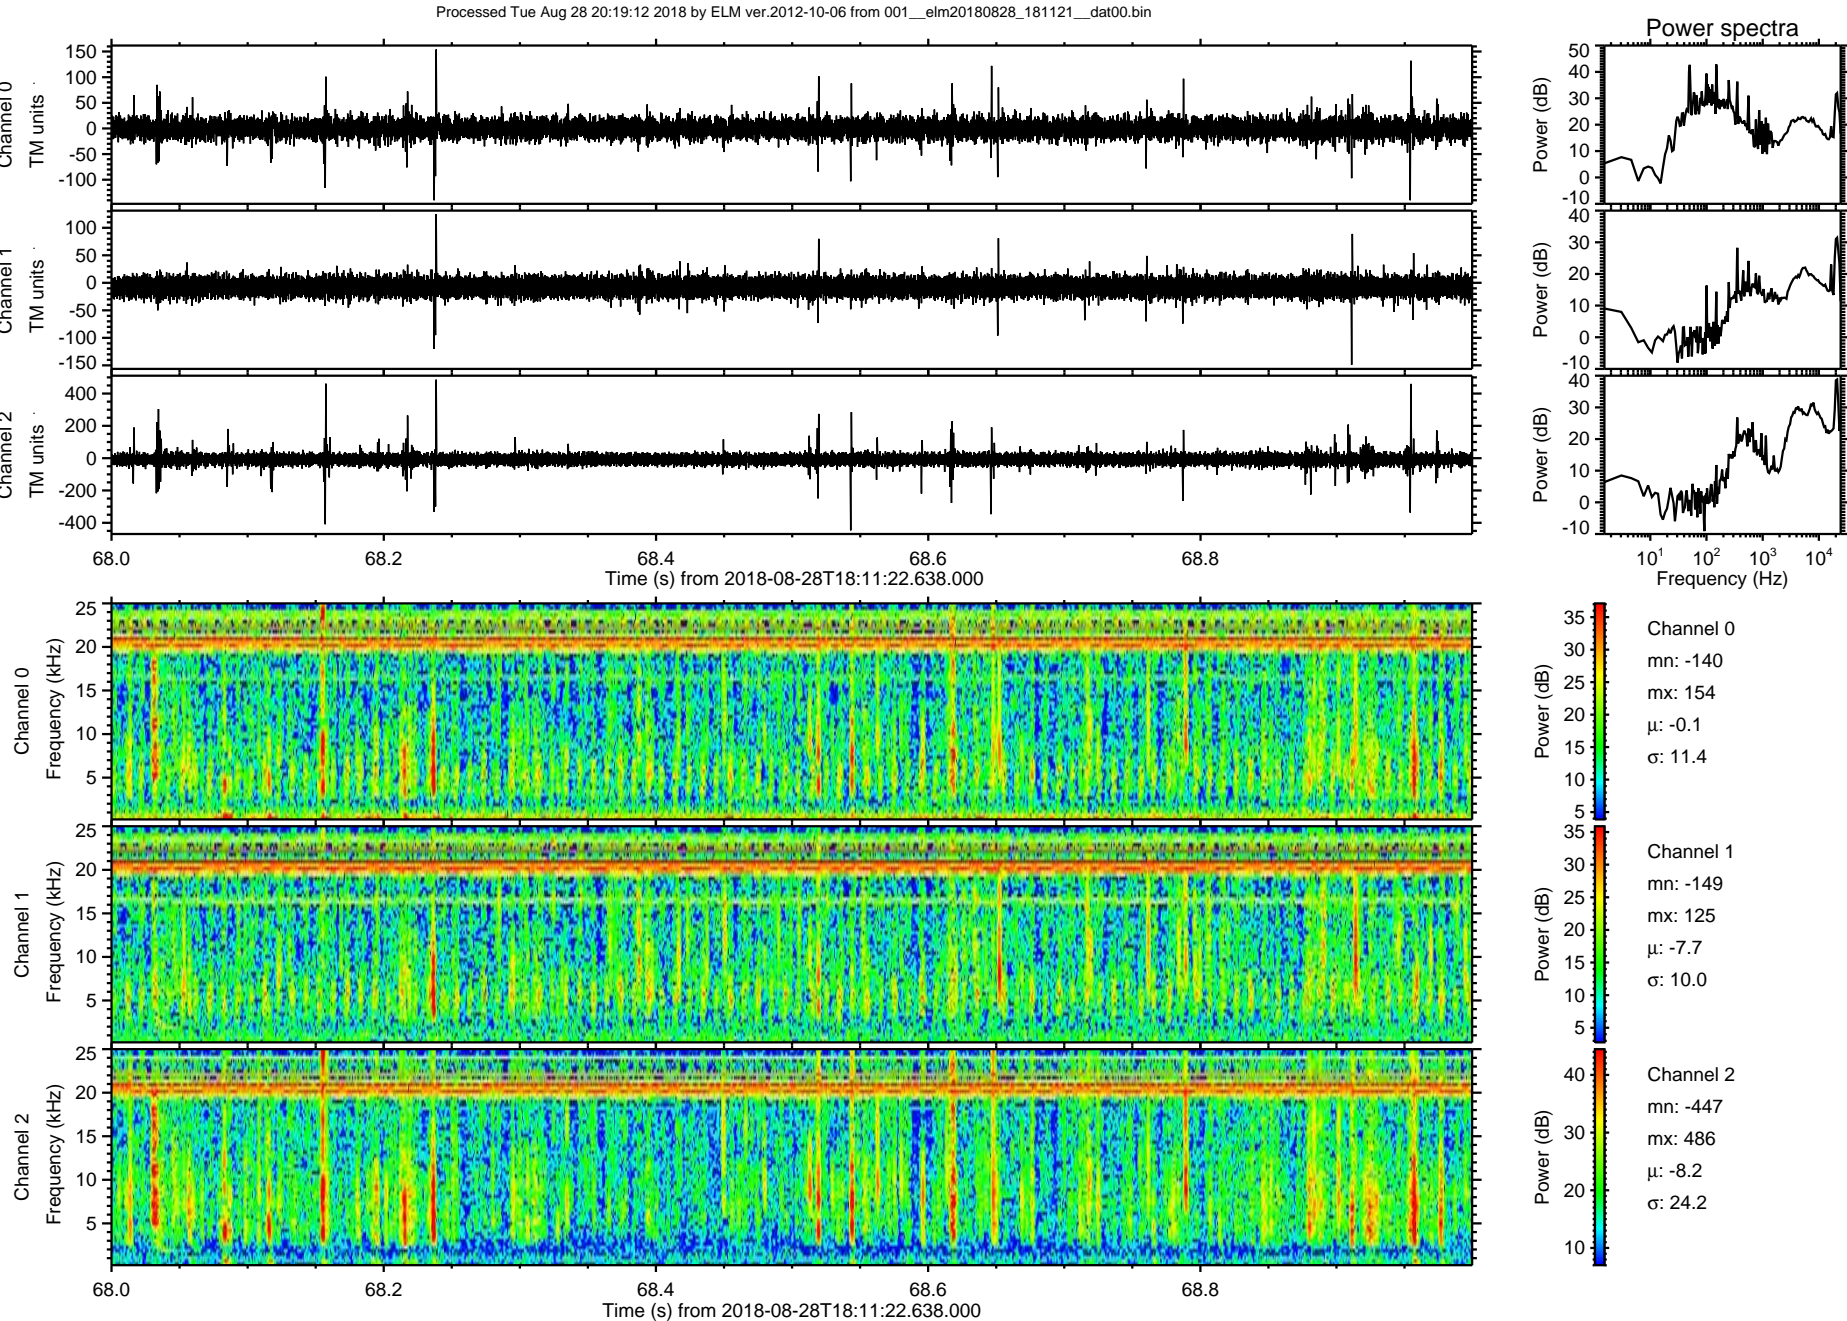 Processed Tue Aug 28 20:19:12 2018 by ELM ver.2012-10-06 from 001__elm20180828_181121__dat00.bin
Power spectra
Channel 0
TM units
150
100
50
0
-50
-100
Power (dB)
50
40
30
20
10
0
-10
Channel 1
TM units
100
50
0
-50
-100
-150
Power (dB)
40
30
20
10
0
-10
Channel 2
TM units
400
200
0
-200
-400
Power (dB)
40
30
20
10
0
-10
68.0 68.2 68.4 68.6 68.8
Time (s) from 2018-08-28T18:11:22.638.000
10^1 10^2 10^3 10^4
Frequency (Hz)
Channel 0
Frequency (kHz)
25
20
15
10
5
Power (dB)
35
30
25
20
15
10
5
Channel 0
mn: -140
mx: 154
μ: -0.1
σ: 11.4
Channel 1
Frequency (kHz)
25
20
15
10
5
Power (dB)
35
30
25
20
15
10
5
Channel 1
mn: -149
mx: 125
μ: -7.7
σ: 10.0
Channel 2
Frequency (kHz)
25
20
15
10
5
Power (dB)
40
30
20
10
Channel 2
mn: -447
mx: 486
μ: -8.2
σ: 24.2
68.0 68.2 68.4 68.6 68.8
Time (s) from 2018-08-28T18:11:22.638.000